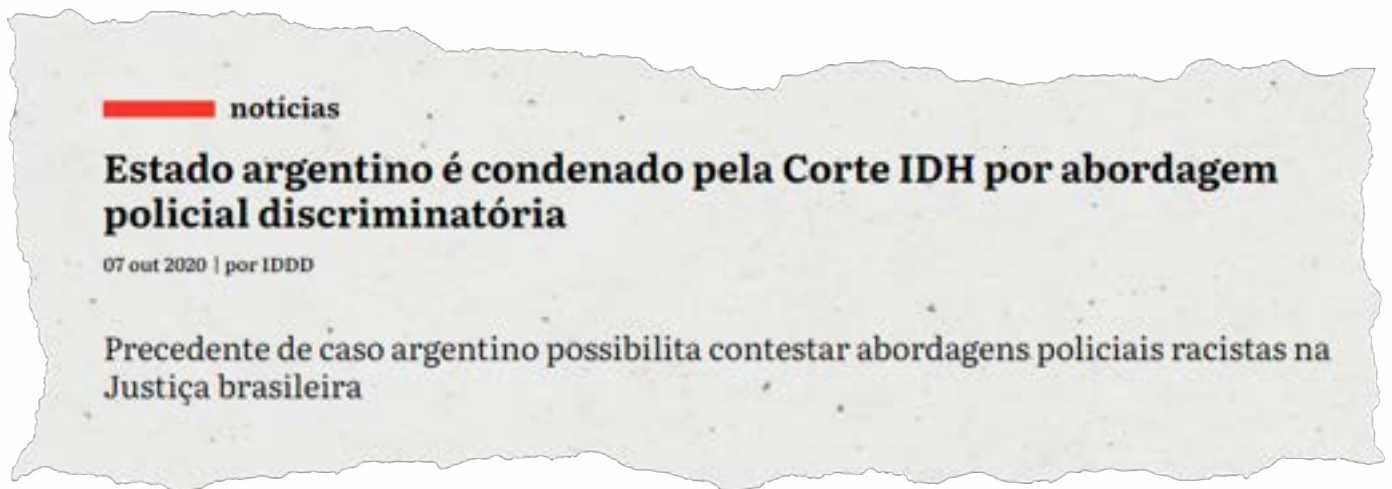 notícias
Estado argentino é condenado pela Corte IDH por abordagem
policial discriminatória
07 out 2020 | por IDDD
Precedente de caso argentino possibilita contestar abordagens policiais racistas na
Justiça brasileira